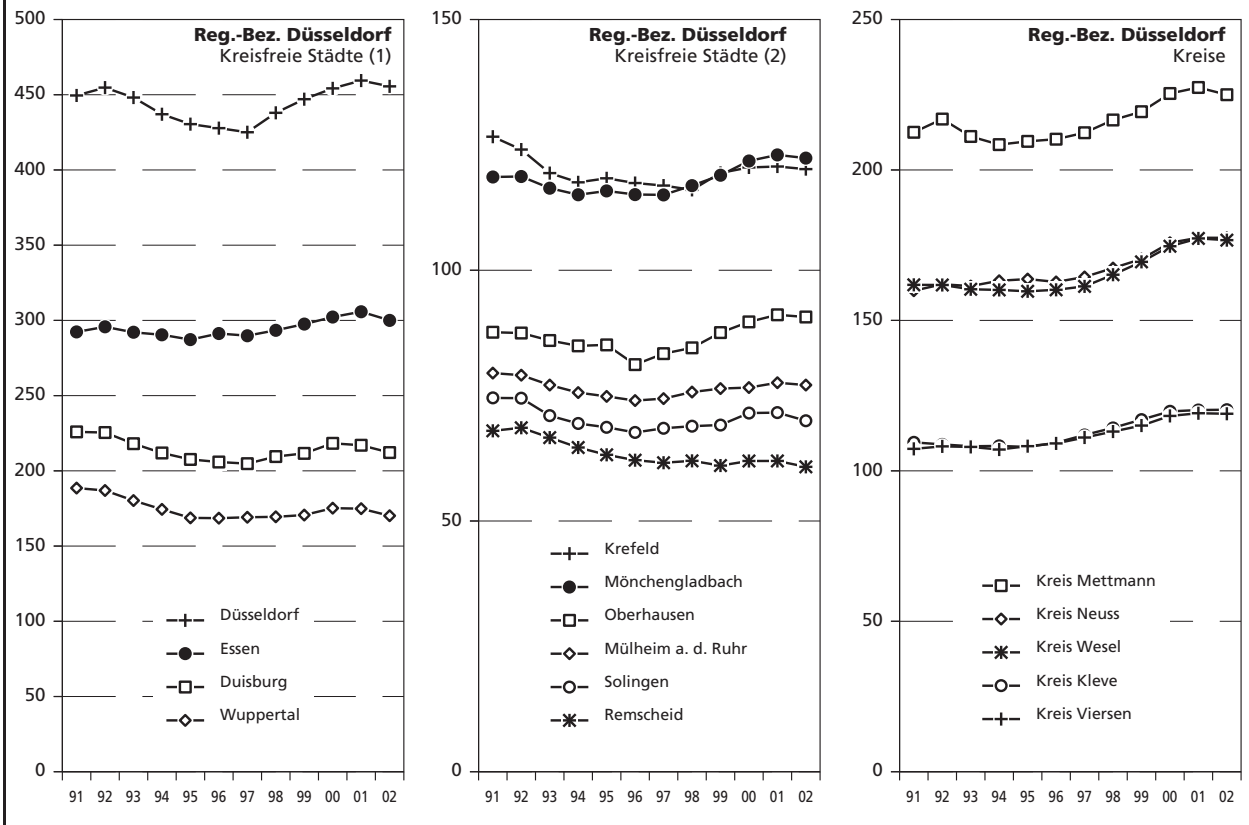 Reg.-Bez. Düsseldorf
Kreisfreie Städte (1)
500
450
400
350
300
250
200
150
100
50
0
Düsseldorf
Essen
Duisburg
Wuppertal
91 92 93 94 95 96 97 98 99 00 01 02
Reg.-Bez. Düsseldorf
Kreisfreie Städte (2)
150
100
50
0
Krefeld
Mönchengladbach
Oberhausen
Mülheim a. d. Ruhr
Solingen
Remscheid
91 92 93 94 95 96 97 98 99 00 01 02
Reg.-Bez. Düsseldorf
Kreise
250
200
150
100
50
0
Kreis Mettmann
Kreis Neuss
Kreis Wesel
Kreis Kleve
Kreis Viersen
91 92 93 94 95 96 97 98 99 00 01 02